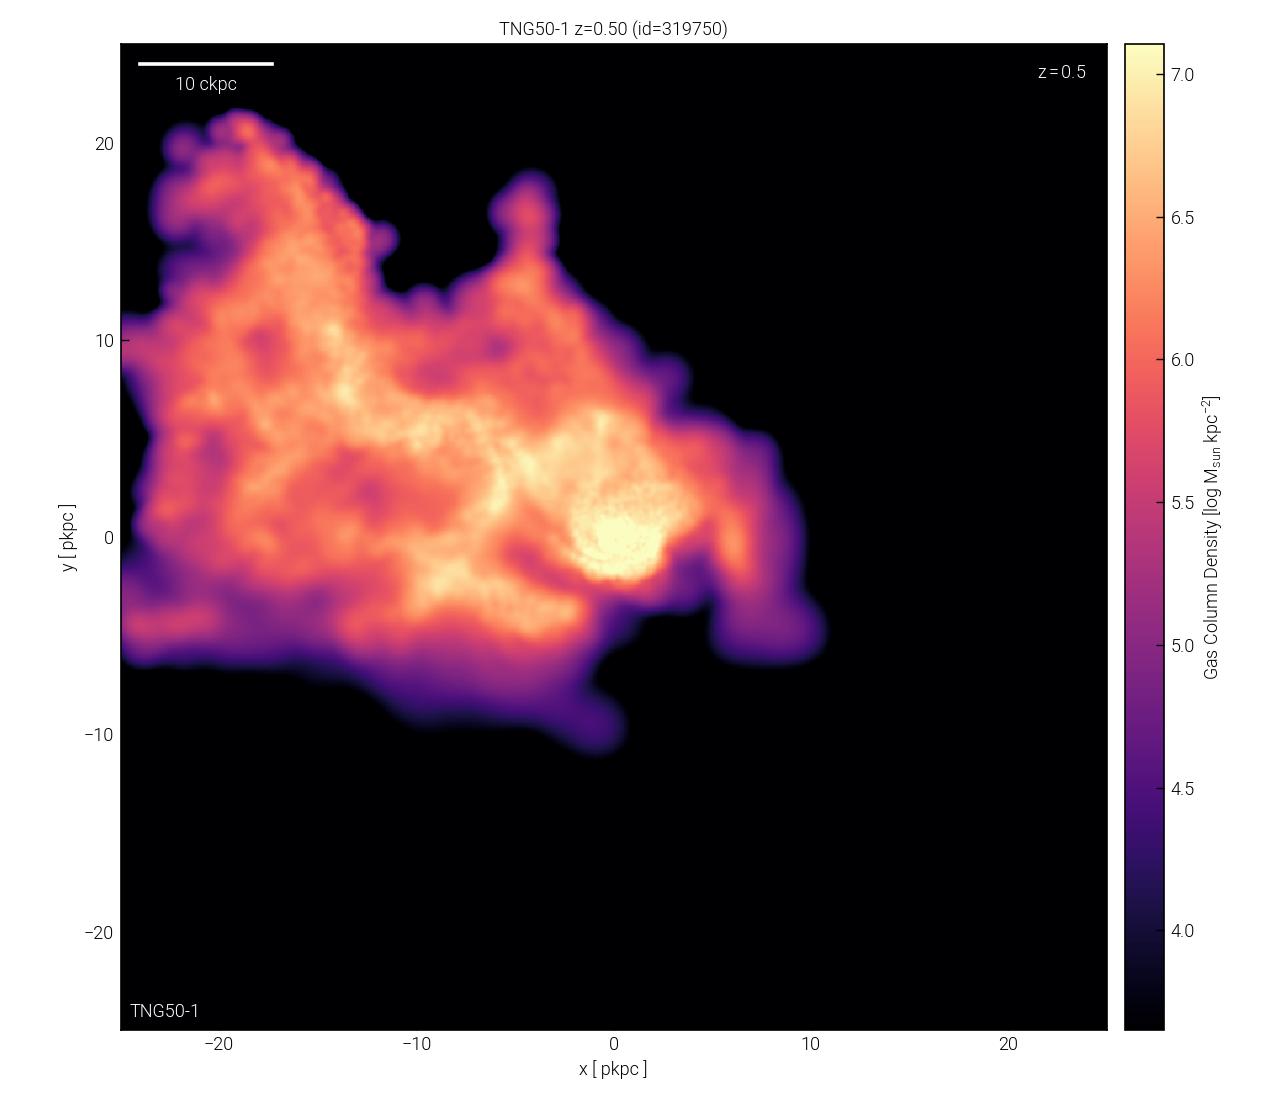 TNG50-1 z=0.50 (id=319750)
10 ckpc
z=0.5
20
10
0
−10
−20
y [ pkpc ]
TNG50-1
−20
−10
0
10
20
x [ pkpc ]
7.0
6.5
6.0
5.5
5.0
4.5
4.0
Gas Column Density [log M_sun kpc⁻²]